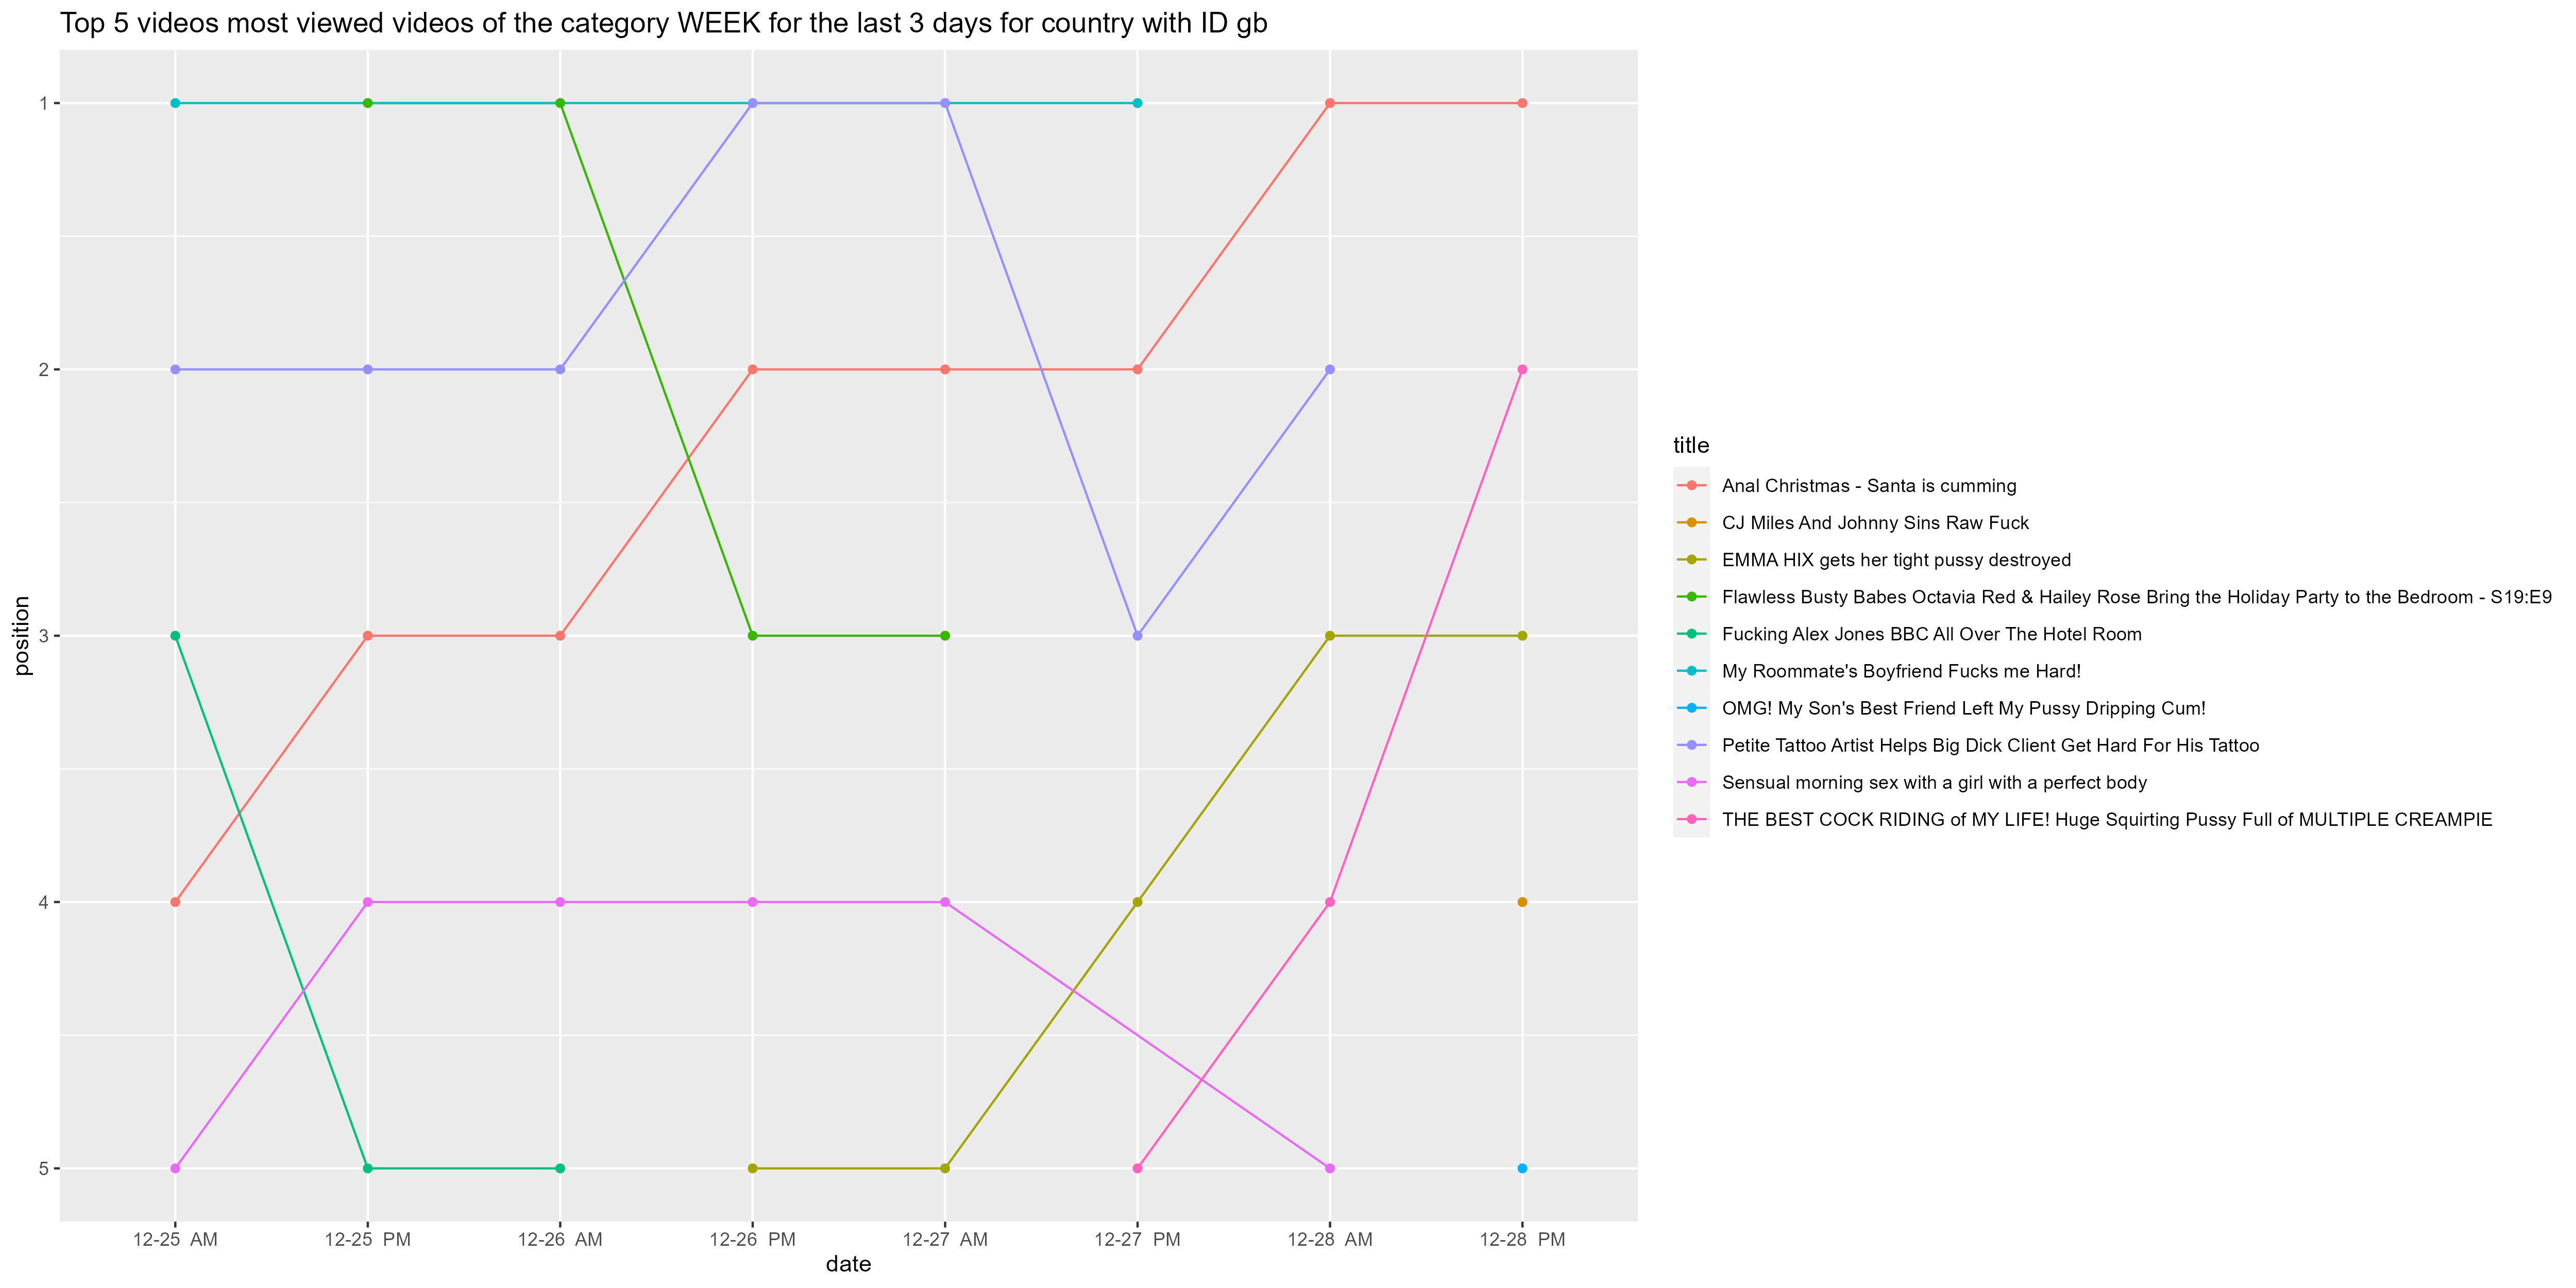 Top 5 videos most viewed videos of the category WEEK for the last 3 days for country with ID gb
position
1
2
3
4
5
12-25 AM
12-25 PM
12-26 AM
12-26 PM
12-27 AM
12-27 PM
12-28 AM
12-28 PM
date
title
Anal Christmas - Santa is cumming
CJ Miles And Johnny Sins Raw Fuck
EMMA HIX gets her tight pussy destroyed
Flawless Busty Babes Octavia Red & Hailey Rose Bring the Holiday Party to the Bedroom - S19:E9
Fucking Alex Jones BBC All Over The Hotel Room
My Roommate's Boyfriend Fucks me Hard!
OMG! My Son's Best Friend Left My Pussy Dripping Cum!
Petite Tattoo Artist Helps Big Dick Client Get Hard For His Tattoo
Sensual morning sex with a girl with a perfect body
THE BEST COCK RIDING of MY LIFE! Huge Squirting Pussy Full of MULTIPLE CREAMPIE